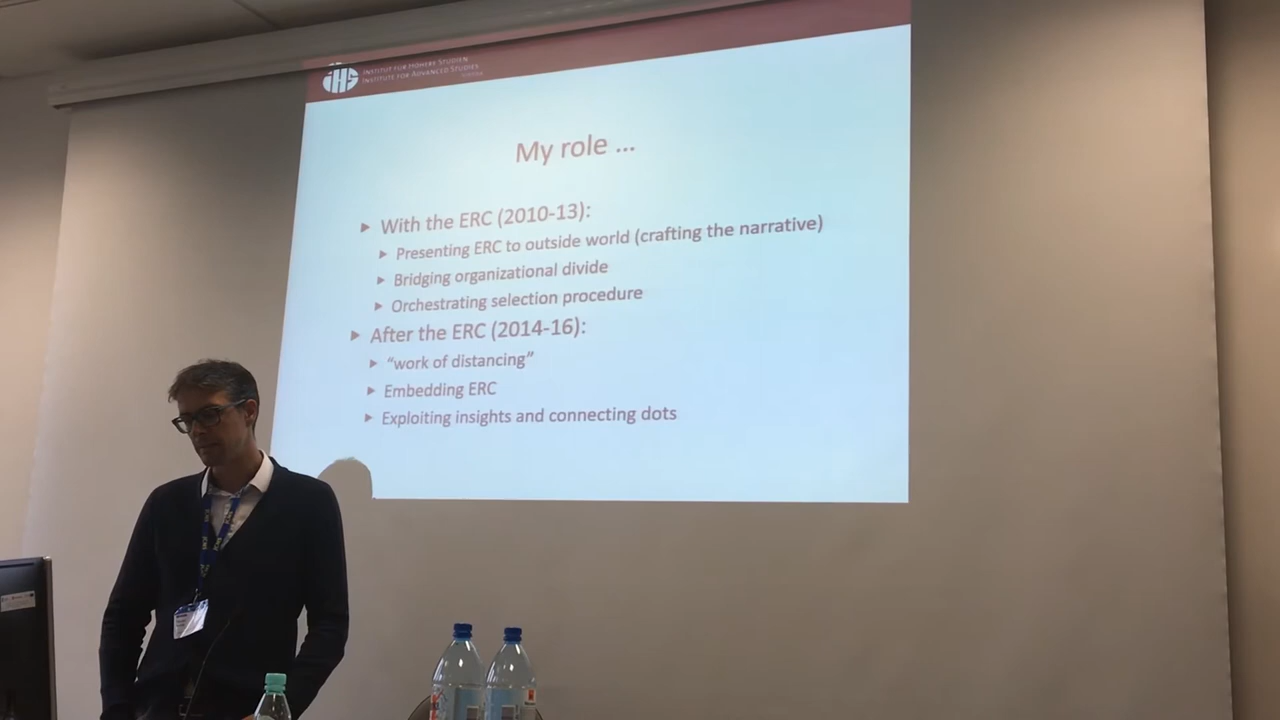 IHS
INSTITUT FÜR HÖHERE STUDIEN
INSTITUTE FOR ADVANCED STUDIES
My role ...
With the ERC (2010-13):
Presenting ERC to outside world (crafting the narrative)
Bridging organizational divide
Orchestrating selection procedure
After the ERC (2014-16):
"work of distancing"
Embedding ERC
Exploiting insights and connecting dots